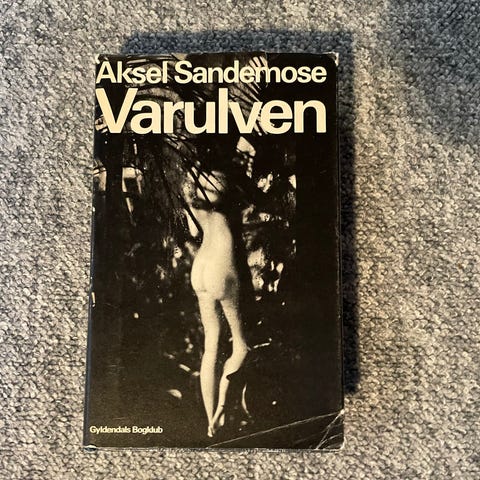 Aksel Sandemose
Varulven
Gyldendals Bogklub